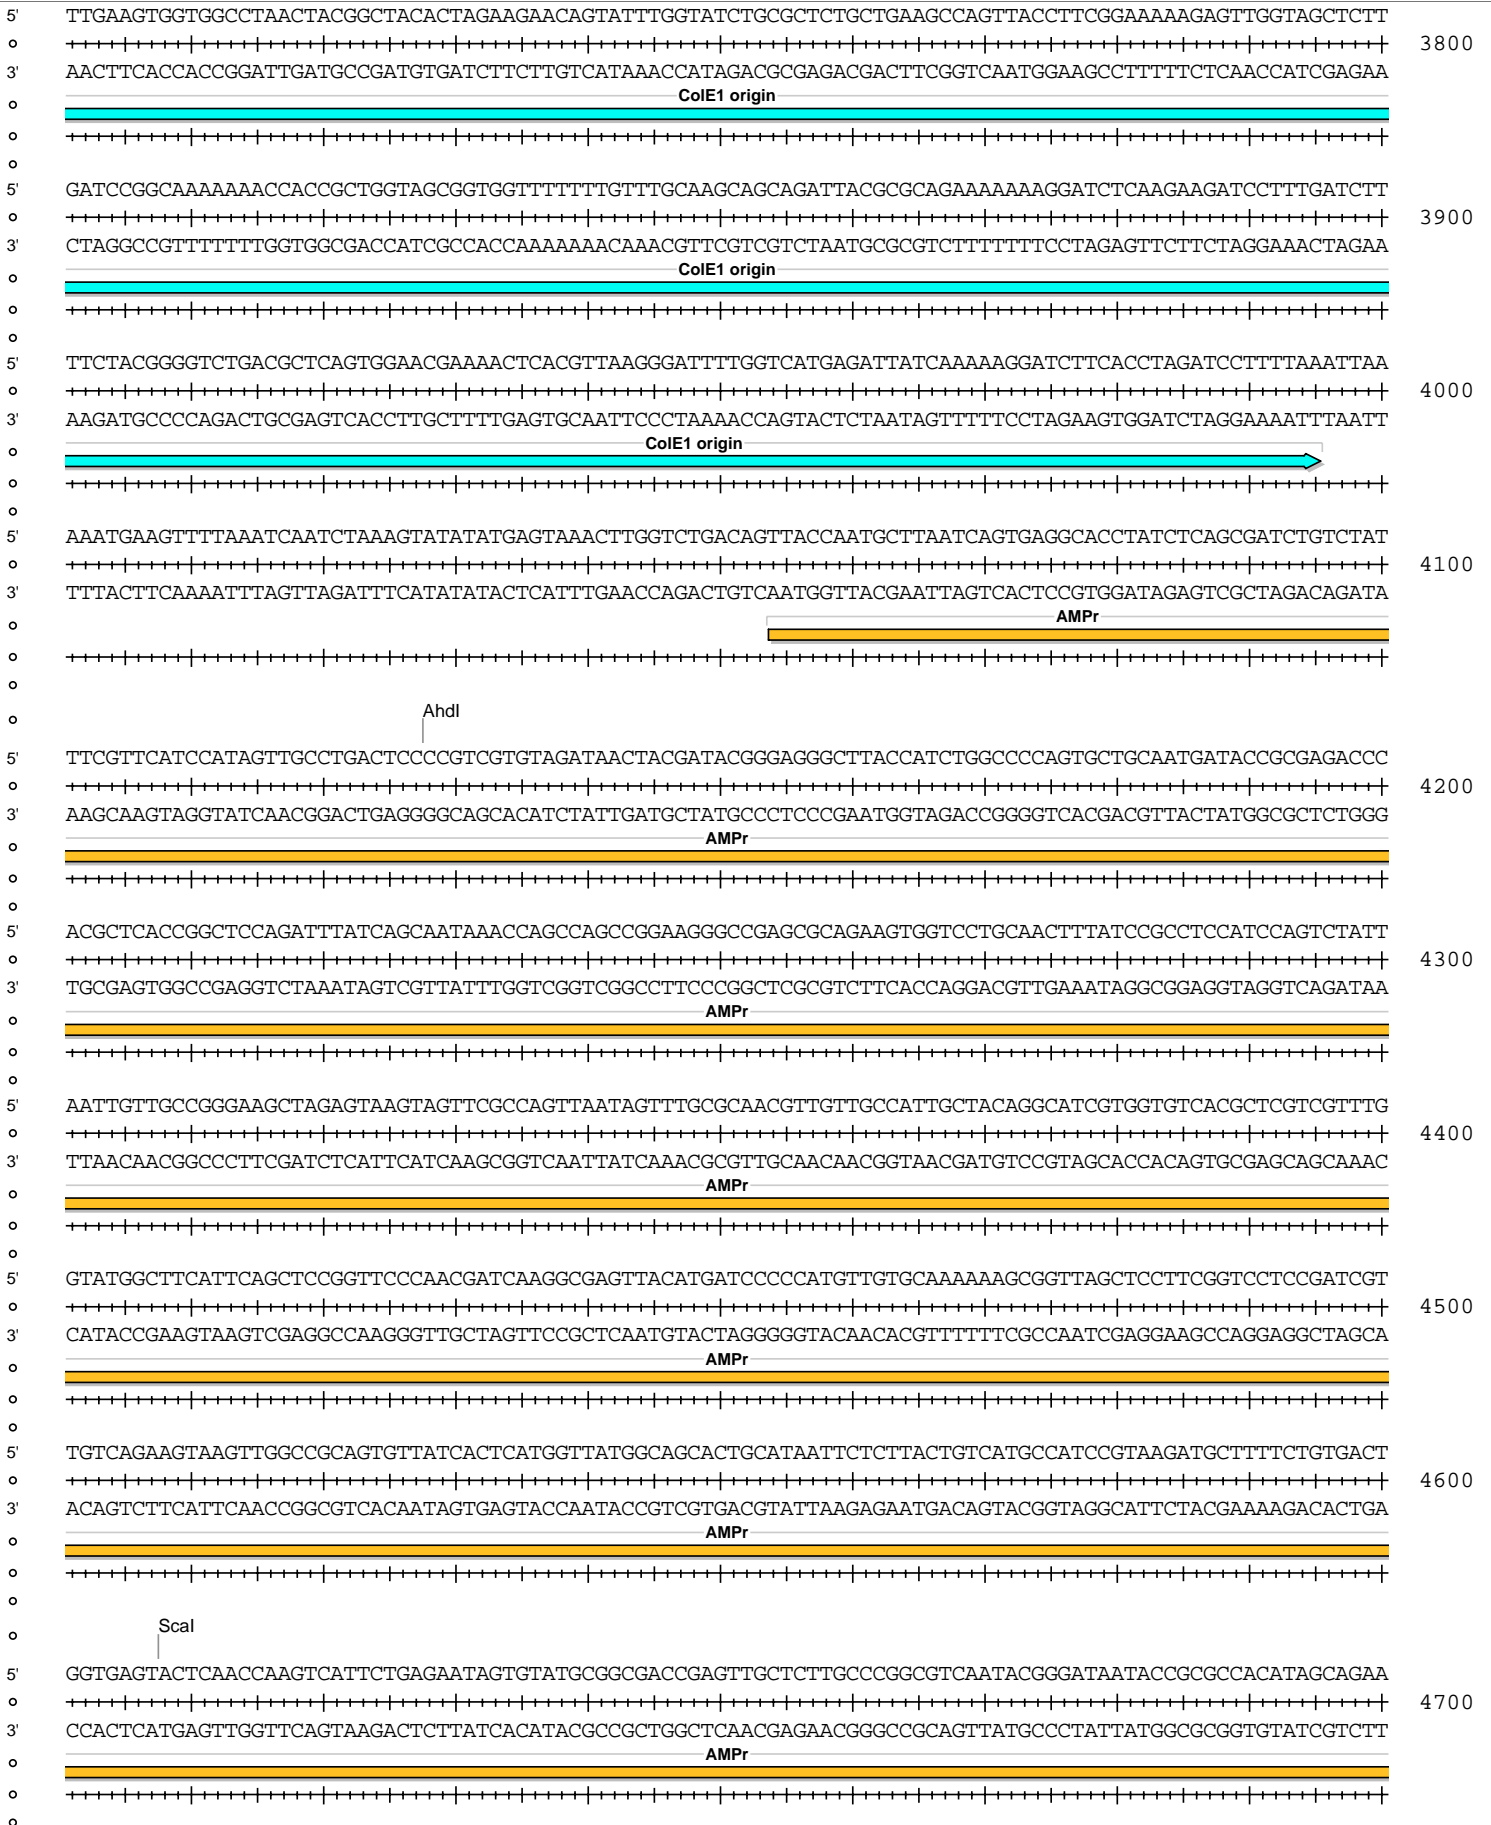 5' TTGAAGTGGTGGCCTAACTACGGCTACACTAGAAGAACAGTATTTGGTATCTGCGCTCTGCTGAAGCCAGTTACCTTCGGAAAAAGAGTTGGTAGCTCTT
3800
3' AACTTCACCACCGGATTGATGCCGATGTGATCTTCTTGTCATAAACCATAGACGCGAGACGACTTCGGTCAATGGAAGCCTTTTTCTCAACCATCGAGAA
ColE1 origin
5' GATCCGGCAAAAAAACCACCGCTGGTAGCGGTGGTTTTTTTGTTTGCAAGCAGCAGATTACGCGCAGAAAAAAAGGATCTCAAGAAGATCCTTTGATCTT
3900
3' CTAGGCCGTTTTTTTGGTGGCGACCATCGCCACCAAAAAAACAAACGTTCGTCGTCTAATGCGCGTCTTTTTTTCCTAGAGTTCTTCTAGGAAACTAGAA
ColE1 origin
5' TTCTACGGGGTCTGACGCTCAGTGGAACGAAAACTCACGTTAAGGGATTTTGGTCATGAGATTATCAAAAAGGATCTTCACCTAGATCCTTTTAAATTAA
4000
3' AAGATGCCCCAGACTGCGAGTCACCTTGCTTTTGAGTGCAATTCCCTAAAACCAGTACTCTAATAGTTTTTCCTAGAAGTGGATCTAGGAAAATTTAATT
ColE1 origin
5' AAATGAAGTTTTAAATCAATCTAAAGTATATATGAGTAAACTTGGTCTGACAGTTACCAATGCTTAATCAGTGAGGCACCTATCTCAGCGATCTGTCTAT
4100
3' TTTACTTCAAAATTTAGTTAGATTTCATATATACTCATTTGAACCAGACTGTCAATGGTTACGAATTAGTCACTCCGTGGATAGAGTCGCTAGACAGATA
AMPr
AhdI
5' TTCGTTCATCCATAGTTGCCTGACTCCCCGTCGTGTAGATAACTACGATACGGGAGGGCTTACCATCTGGCCCCAGTGCTGCAATGATACCGCGAGACCC
4200
3' AAGCAAGTAGGTATCAACGGACTGAGGGGCAGCACATCTATTGATGCTATGCCCTCCCGAATGGTAGACCGGGGTCACGACGTTACTATGGCGCTCTGGG
AMPr
5' ACGCTCACCGGCTCCAGATTTATCAGCAATAAACCAGCCAGCCGGAAGGGCCGAGCGCAGAAGTGGTCCTGCAACTTTATCCGCCTCCATCCAGTCTATT
4300
3' TGCGAGTGGCCGAGGTCTAAATAGTCGTTATTTGGTCGGTCGGCCTTCCCGGCTCGCGTCTTCACCAGGACGTTGAAATAGGCGGAGGTAGGTCAGATAA
AMPr
5' AATTGTTGCCGGGAAGCTAGAGTAAGTAGTTCGCCAGTTAATAGTTTGCGCAACGTTGTTGCCATTGCTACAGGCATCGTGGTGTCACGCTCGTCGTTTG
4400
3' TTAACAACGGCCCTTCGATCTCATTCATCAAGCGGTCAATTATCAAACGCGTTGCAACAACGGTAACGATGTCCGTAGCACCACAGTGCGAGCAGCAAAC
AMPr
5' GTATGGCTTCATTCAGCTCCGGTTCCCAACGATCAAGGCGAGTTACATGATCCCCCATGTTGTGCAAAAAAGCGGTTAGCTCCTTCGGTCCTCCGATCGT
4500
3' CATACCGAAGTAAGTCGAGGCCAAGGGTTGCTAGTTCCGCTCAATGTACTAGGGGGTACAACACGTTTTTTCGCCAATCGAGGAAGCCAGGAGGCTAGCA
AMPr
5' TGTCAGAAGTAAGTTGGCCGCAGTGTTATCACTCATGGTTATGGCAGCACTGCATAATTCTCTTACTGTCATGCCATCCGTAAGATGCTTTTCTGTGACT
4600
3' ACAGTCTTCATTCAACCGGCGTCACAATAGTGAGTACCAATACCGTCGTGACGTATTAAGAGAATGACAGTACGGTAGGCATTCTACGAAAAGACACTGA
AMPr
ScaI
5' GGTGAGTACTCAACCAAGTCATTCTGAGAATAGTGTATGCGGCGACCGAGTTGCTCTTGCCCGGCGTCAATACGGGATAATACCGCGCCACATAGCAGAA
4700
3' CCACTCATGAGTTGGTTCAGTAAGACTCTTATCACATACGCCGCTGGCTCAACGAGAACGGGCCGCAGTTATGCCCTATTATGGCGCGGTGTATCGTCTT
AMPr